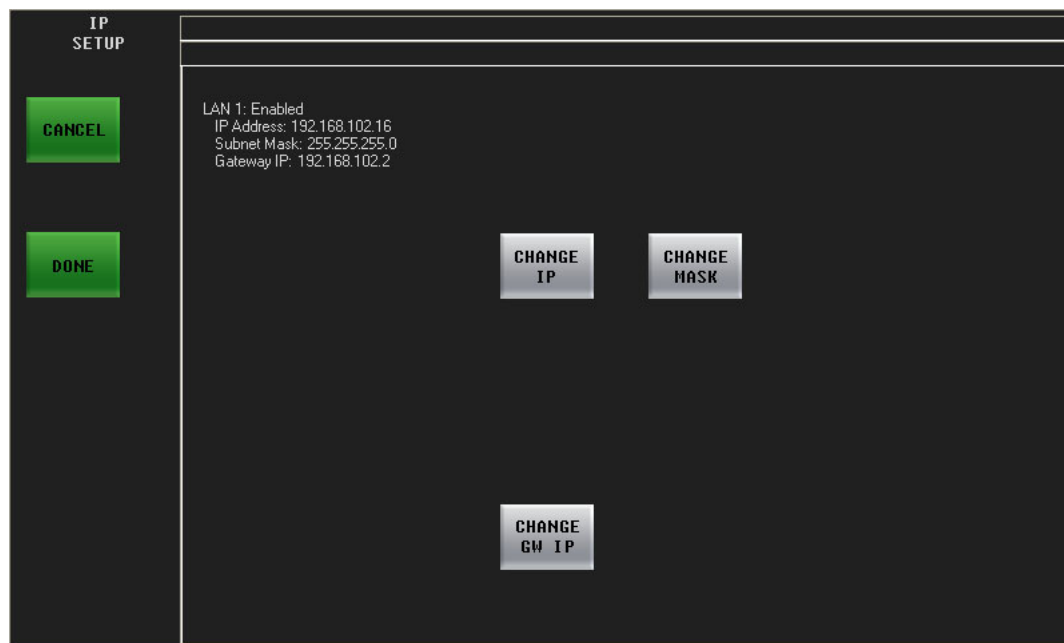 IP
SETUP
CANCEL
DONE
LAN 1: Enabled
IP Address: 192.168.102.16
Subnet Mask: 255.255.255.0
Gateway IP: 192.168.102.2
CHANGE
IP
CHANGE
MASK
CHANGE
GW IP